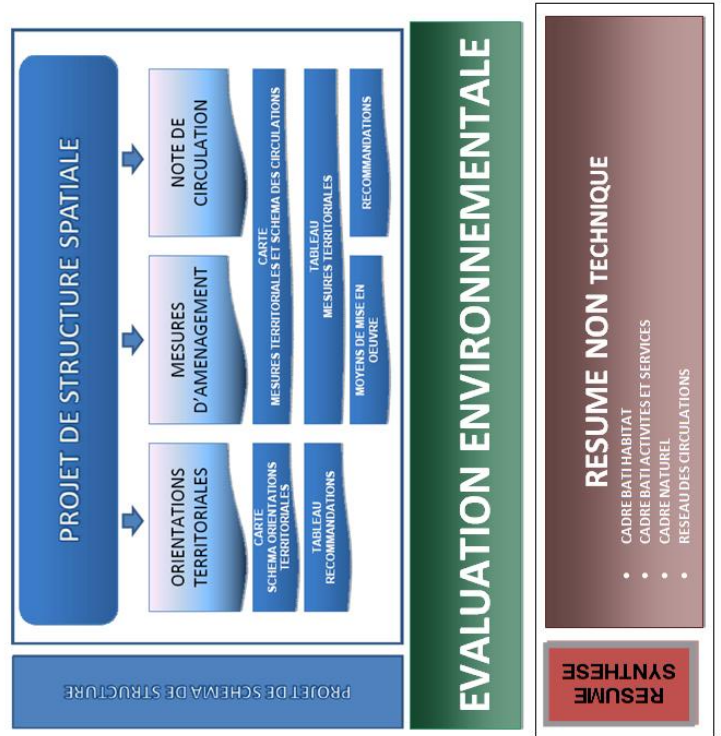 PROJET DE SCHEMA DE STRUCTURE
PROJET DE STRUCTURE SPATIALE
ORIENTATIONS
TERRITORIALES
CARTE
SCHEMA ORIENTATIONS
TERRITORIALES
TABLEAU
RECOMMANDATIONS
MESURES
D'AMENAGEMENT
NOTE DE
CIRCULATION
CARTE
MESURES TERRITORIALES ET SCHEMA DES CIRCULATIONS
TABLEAU
MESURES TERRITORIALES
MOYENS DE MISE EN
OEUVRE
RECOMMANDATIONS
EVALUATION ENVIRONNEMENTALE
RESUME
SYNTHESE
RESUME NON TECHNIQUE
• CADRE BATI HABITAT
• CADRE BATI ACTIVITES ET SERVICES
• CADRE NATUREL
• RESEAU DES CIRCULATIONS